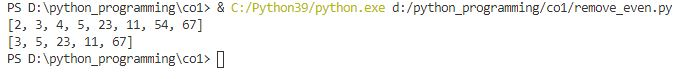 PS D:\python_programming\co1> & C:/Python39/python.exe d:/python_programming/co1/remove_even.py
[2, 3, 4, 5, 23, 11, 54, 67]
[3, 5, 23, 11, 67]
PS D:\python_programming\co1>